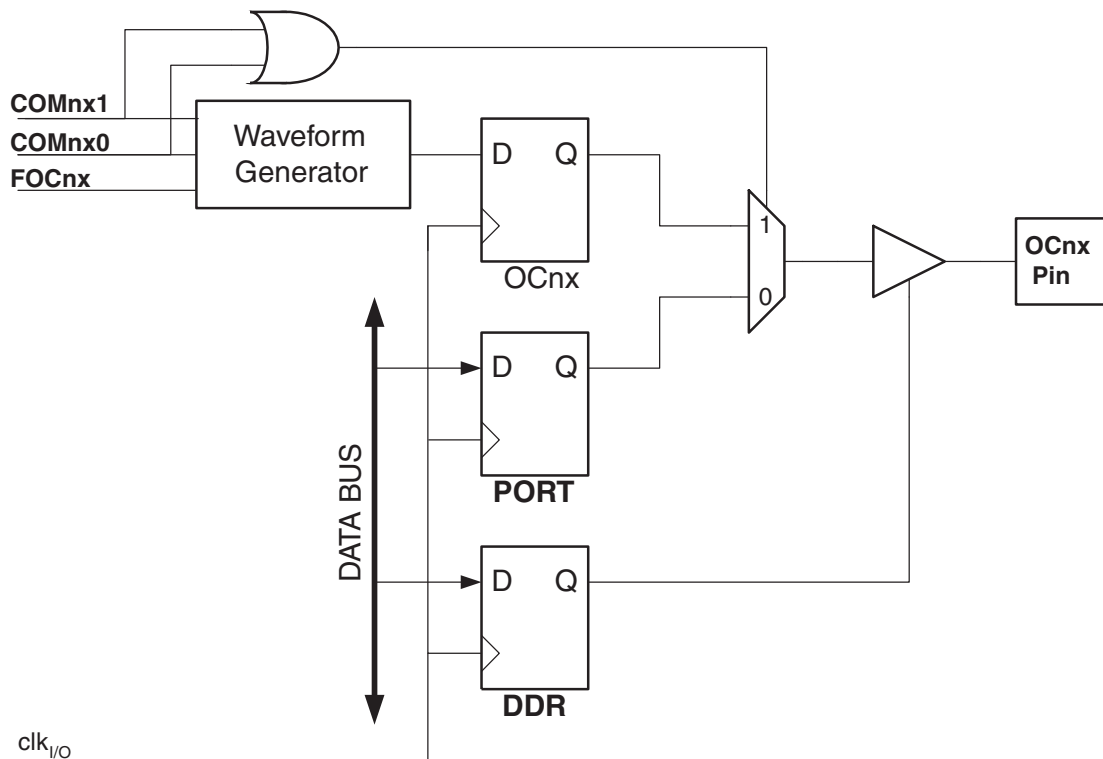 COMnx1
COMnx0
FOCnx
Waveform
Generator
D Q
OCnx
1
0
OCnx
Pin
D Q
PORT
DATA BUS
D Q
DDR
clkI/O